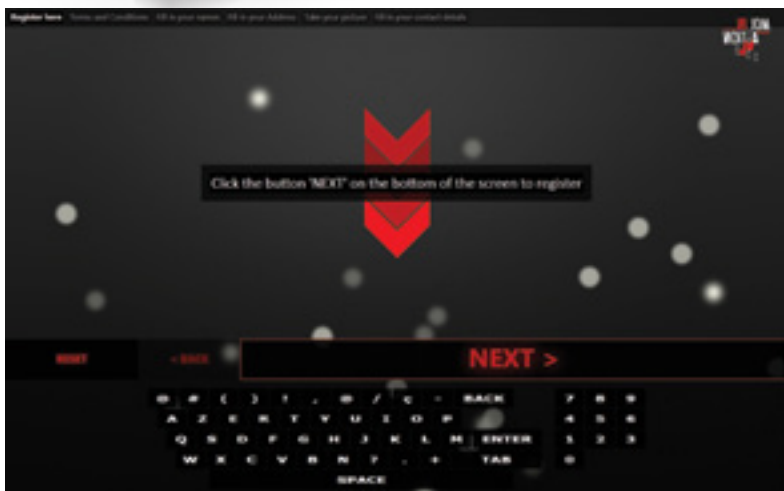 Register here Terms and Conditions Fill in your names Fill in your Address Take your picture Fill in your contact details
Click the button "NEXT" on the bottom of the screen to register
RESET < BACK NEXT >
@ # ( ) ! , @ / ç - BACK 7 8 9
A Z E R T Y U I O P 4 5 6
Q S D F G H J K L M ENTER 1 2 3
W X C V B N ? . + TAB 0
SPACE